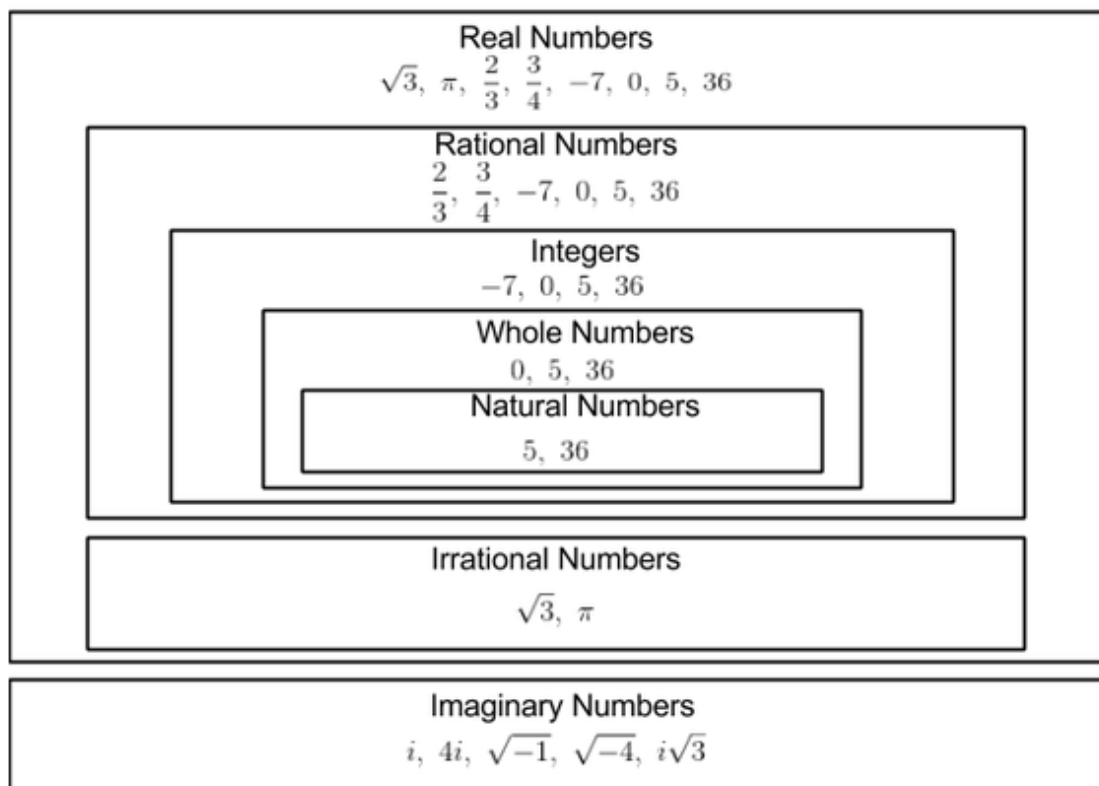 Real Numbers
√3, π, 2/3, 3/4, −7, 0, 5, 36
Rational Numbers
2/3, 3/4, −7, 0, 5, 36
Integers
−7, 0, 5, 36
Whole Numbers
0, 5, 36
Natural Numbers
5, 36
Irrational Numbers
√3, π
Imaginary Numbers
i, 4i, √−1, √−4, i√3